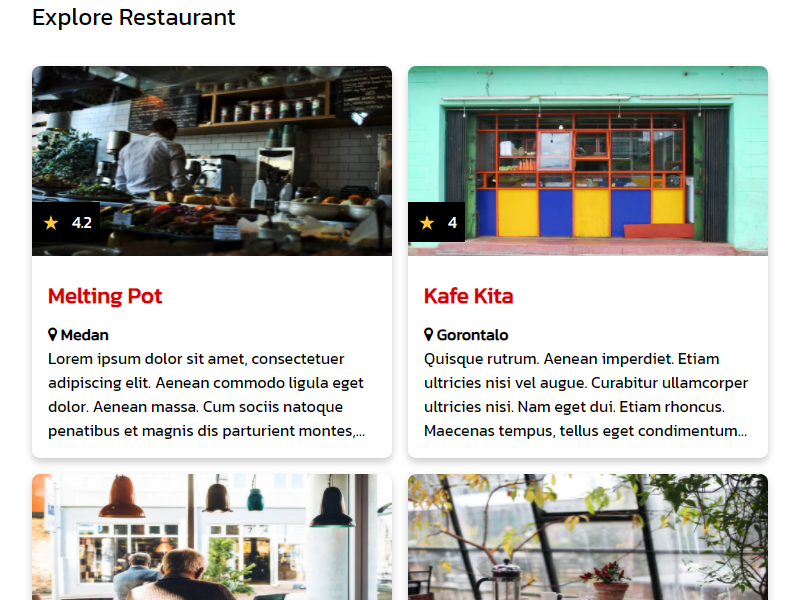 Explore Restaurant
4.2
4
Melting Pot
Medan
Lorem ipsum dolor sit amet, consectetuer
adipiscing elit. Aenean commodo ligula eget
dolor. Aenean massa. Cum sociis natoque
penatibus et magnis dis parturient montes,...
Kafe Kita
Gorontalo
Quisque rutrum. Aenean imperdiet. Etiam
ultricies nisi vel augue. Curabitur ullamcorper
ultricies nisi. Nam eget dui. Etiam rhoncus.
Maecenas tempus, tellus eget condimentum...